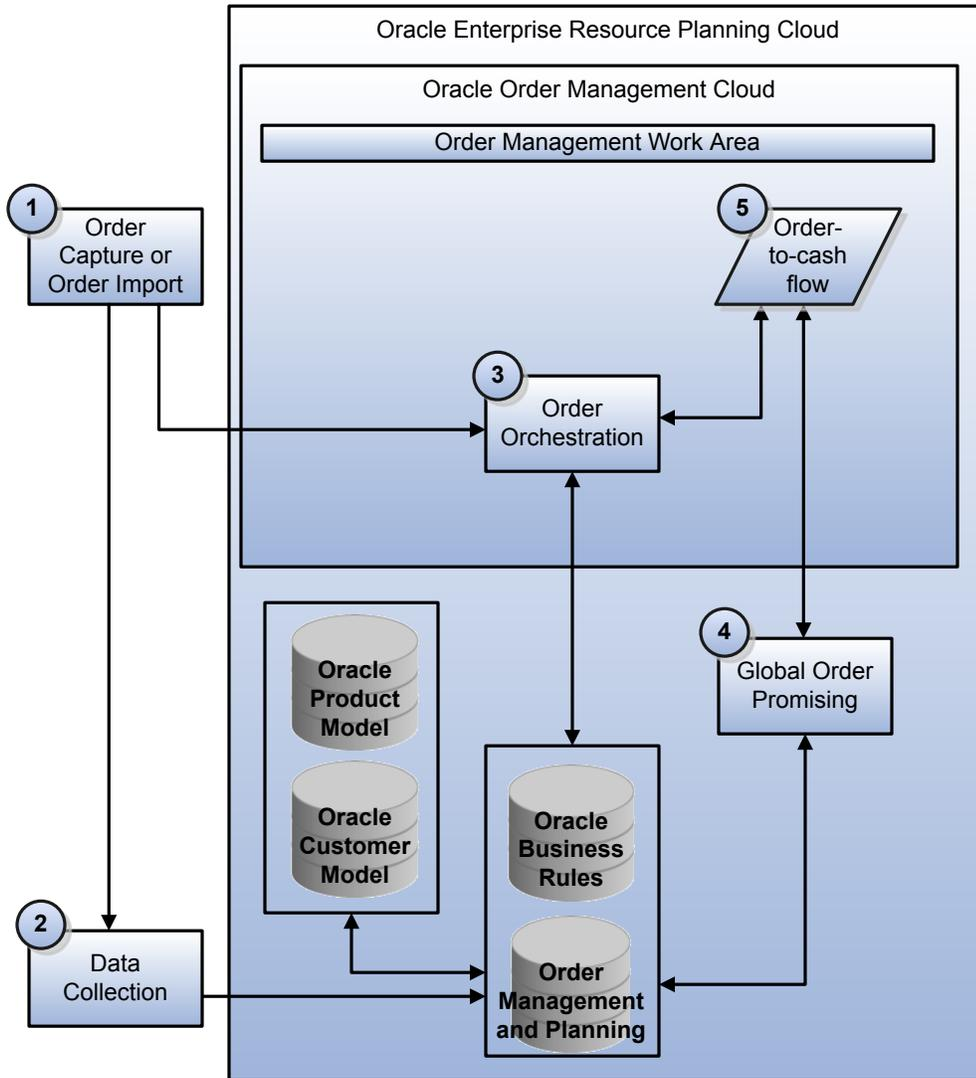 Oracle Enterprise Resource Planning Cloud
Oracle Order Management Cloud
Order Management Work Area
1
Order
Capture or
Order Import
5
Order-
to-cash
flow
3
Order
Orchestration
4
Global Order
Promising
Oracle
Product
Model
Oracle
Customer
Model
Oracle
Business
Rules
2
Data
Collection
Order
Management
and Planning